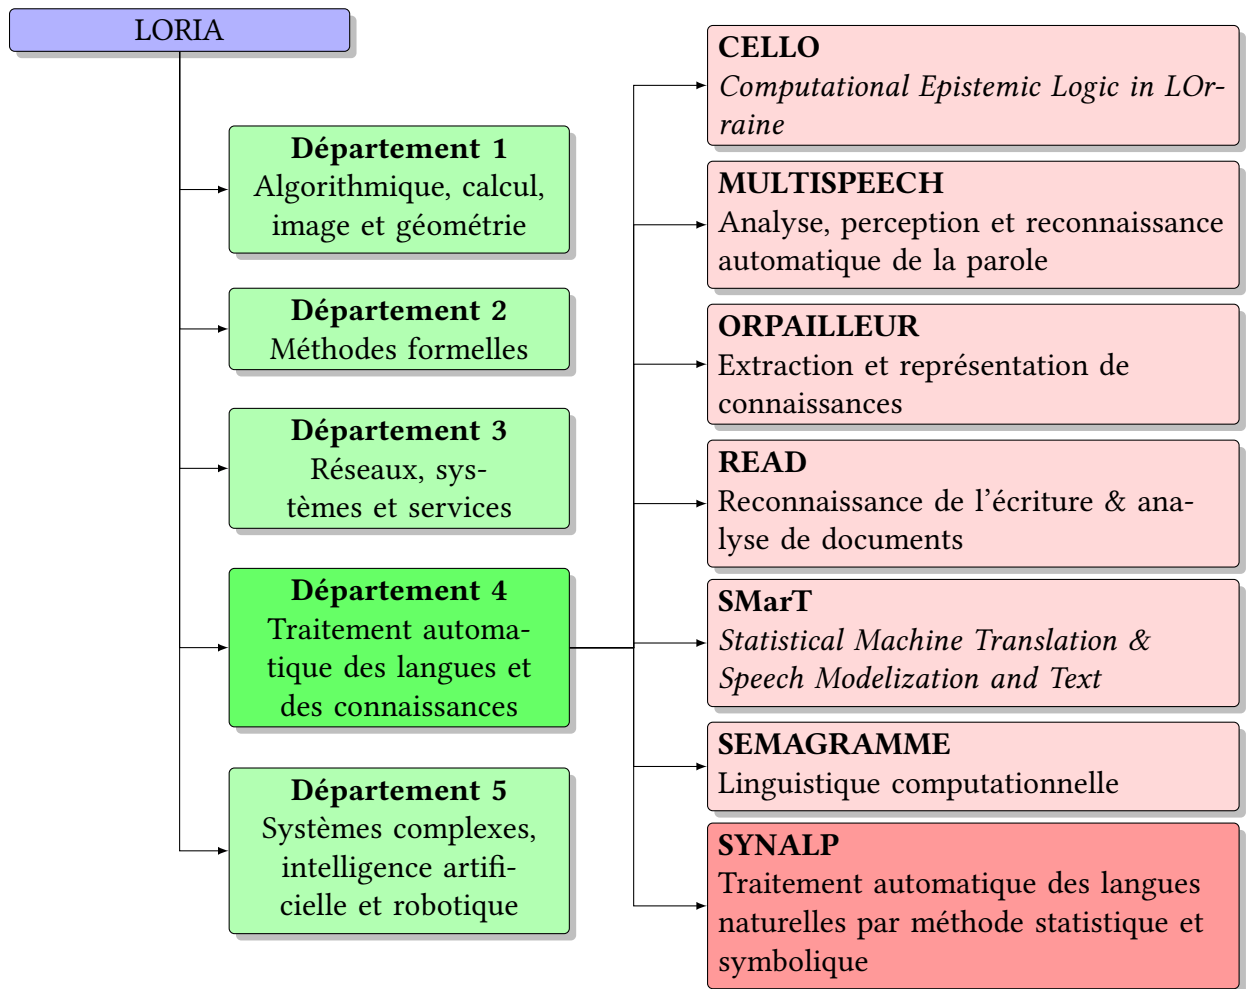 LORIA
Département 1
Algorithmique, calcul,
image et géométrie
Département 2
Méthodes formelles
Département 3
Réseaux, sys-
tèmes et services
Département 4
Traitement automa-
tique des langues et
des connaissances
Département 5
Systèmes complexes,
intelligence artifi-
cielle et robotique
CELLO
Computational Epistemic Logic in LOr-
raine
MULTISPEECH
Analyse, perception et reconnaissance
automatique de la parole
ORPAILLEUR
Extraction et représentation de
connaissances
READ
Reconnaissance de l'écriture & ana-
lyse de documents
SMarT
Statistical Machine Translation &
Speech Modelization and Text
SEMAGRAMME
Linguistique computationnelle
SYNALP
Traitement automatique des langues
naturelles par méthode statistique et
symbolique